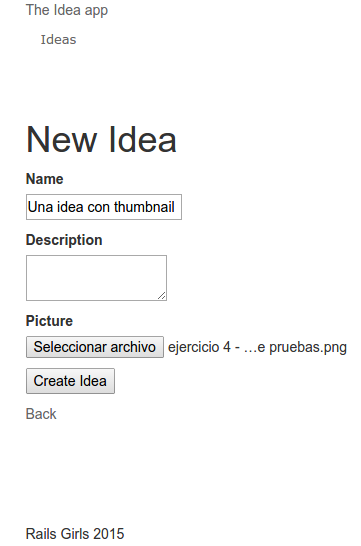 The Idea app
Ideas
New Idea
Name
Una idea con thumbnail
Description
Picture
Seleccionar archivo ejercicio 4 - ...e pruebas.png
Create Idea
Back
Rails Girls 2015